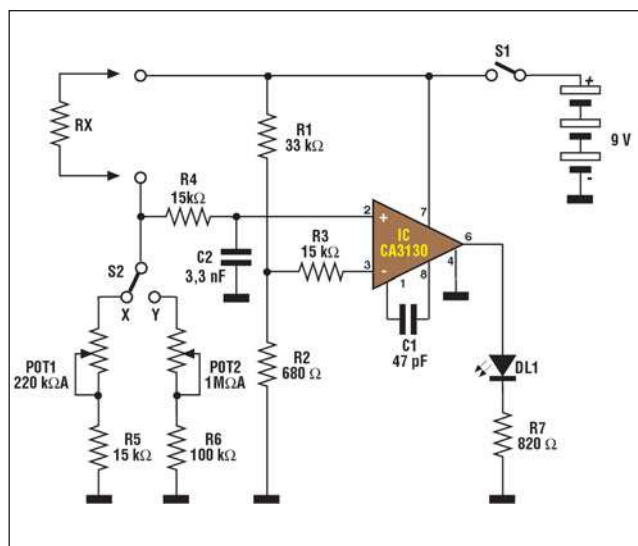 S1
+
9 V
-
RX
R1
33 kΩ
R4
15kΩ
C2
3,3 nF
R3
15 kΩ
2
+
7
IC
CA3130
6
3
-
1
8
4
C1
47 pF
S2
X
Y
POT1
220 kΩA
POT2
1MΩA
R2
680 Ω
DL1
R5
15 kΩ
R6
100 kΩ
R7
820 Ω